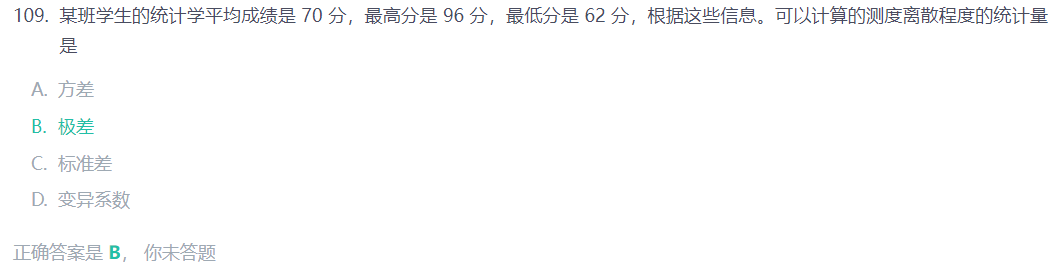 109. 某班学生的统计学平均成绩是 70 分，最高分是 96 分，最低分是 62 分，根据这些信息。可以计算的测度离散程度的统计量
是
A. 方差
B. 极差
C. 标准差
D. 变异系数
正确答案是 B， 你未答题